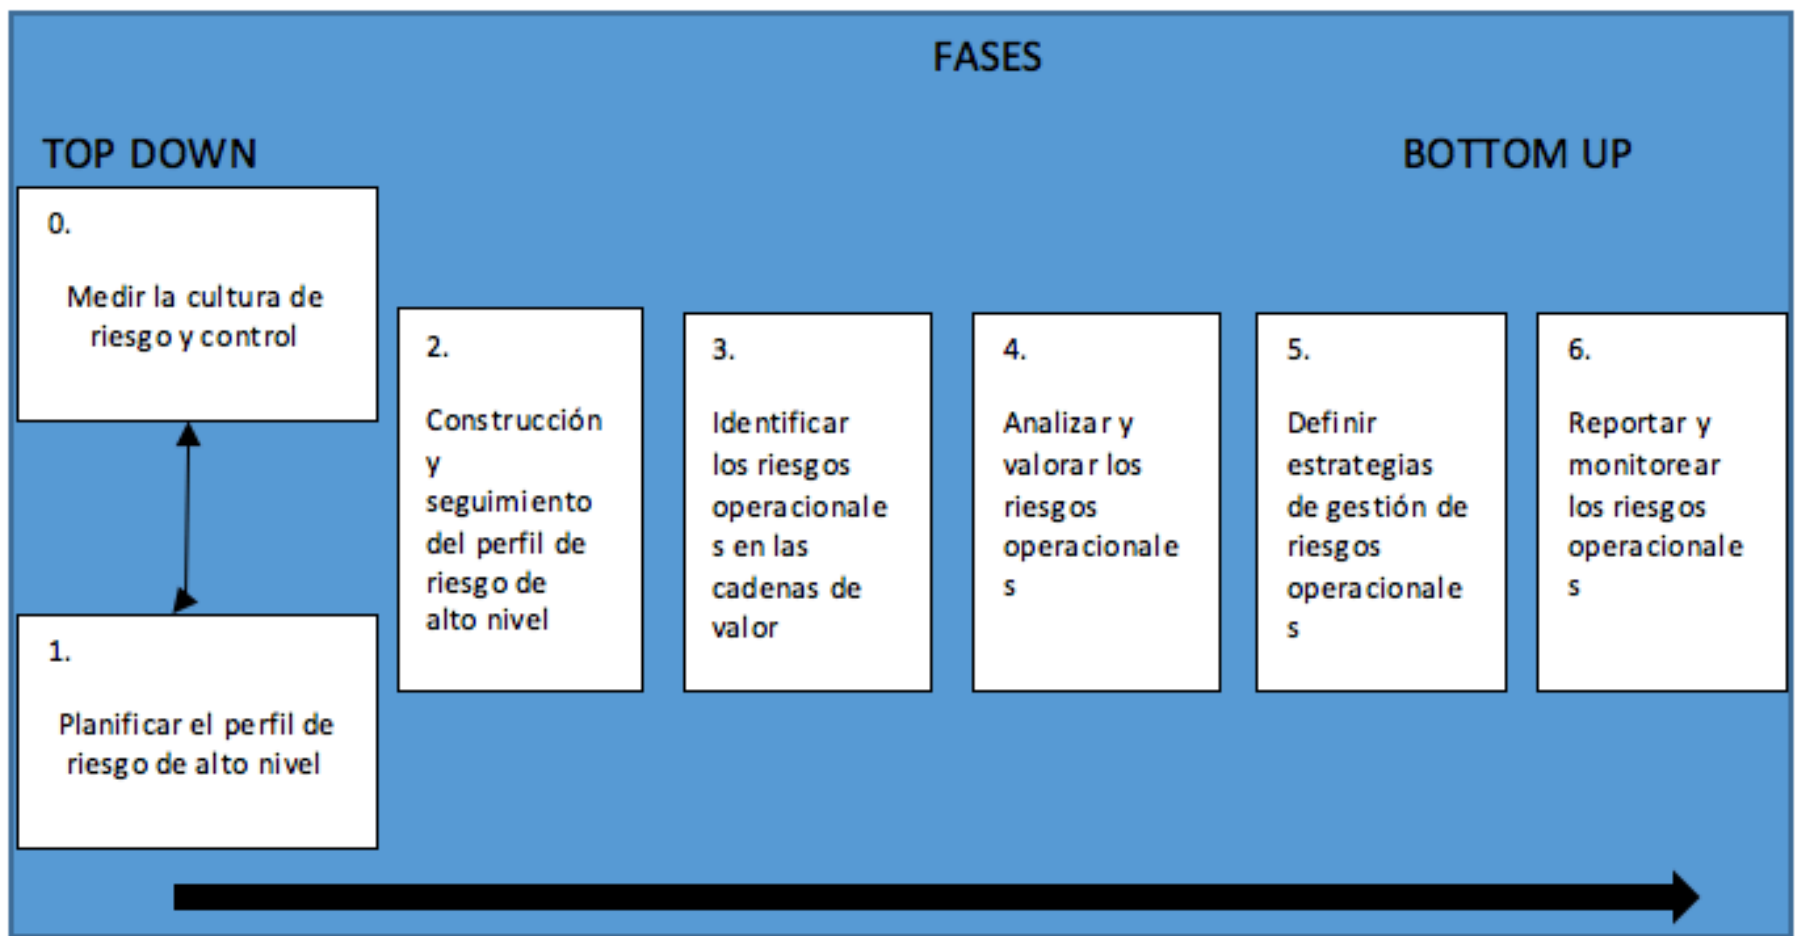 FASES
TOP DOWN
BOTTOM UP
0.
Medir la cultura de
riesgo y control
1.
Planificar el perfil de
riesgo de alto nivel
2.
Construcción
y
seguimiento
del perfil de
riesgo de
alto nivel
3.
Identificar
los riesgos
operacionale
s en las
cadenas de
valor
4.
Analizar y
valorar los
riesgos
operacionale
s
5.
Definir
estrategias
de gestión de
riesgos
operacionale
s
6.
Reportar y
monitorear
los riesgos
operacionale
s